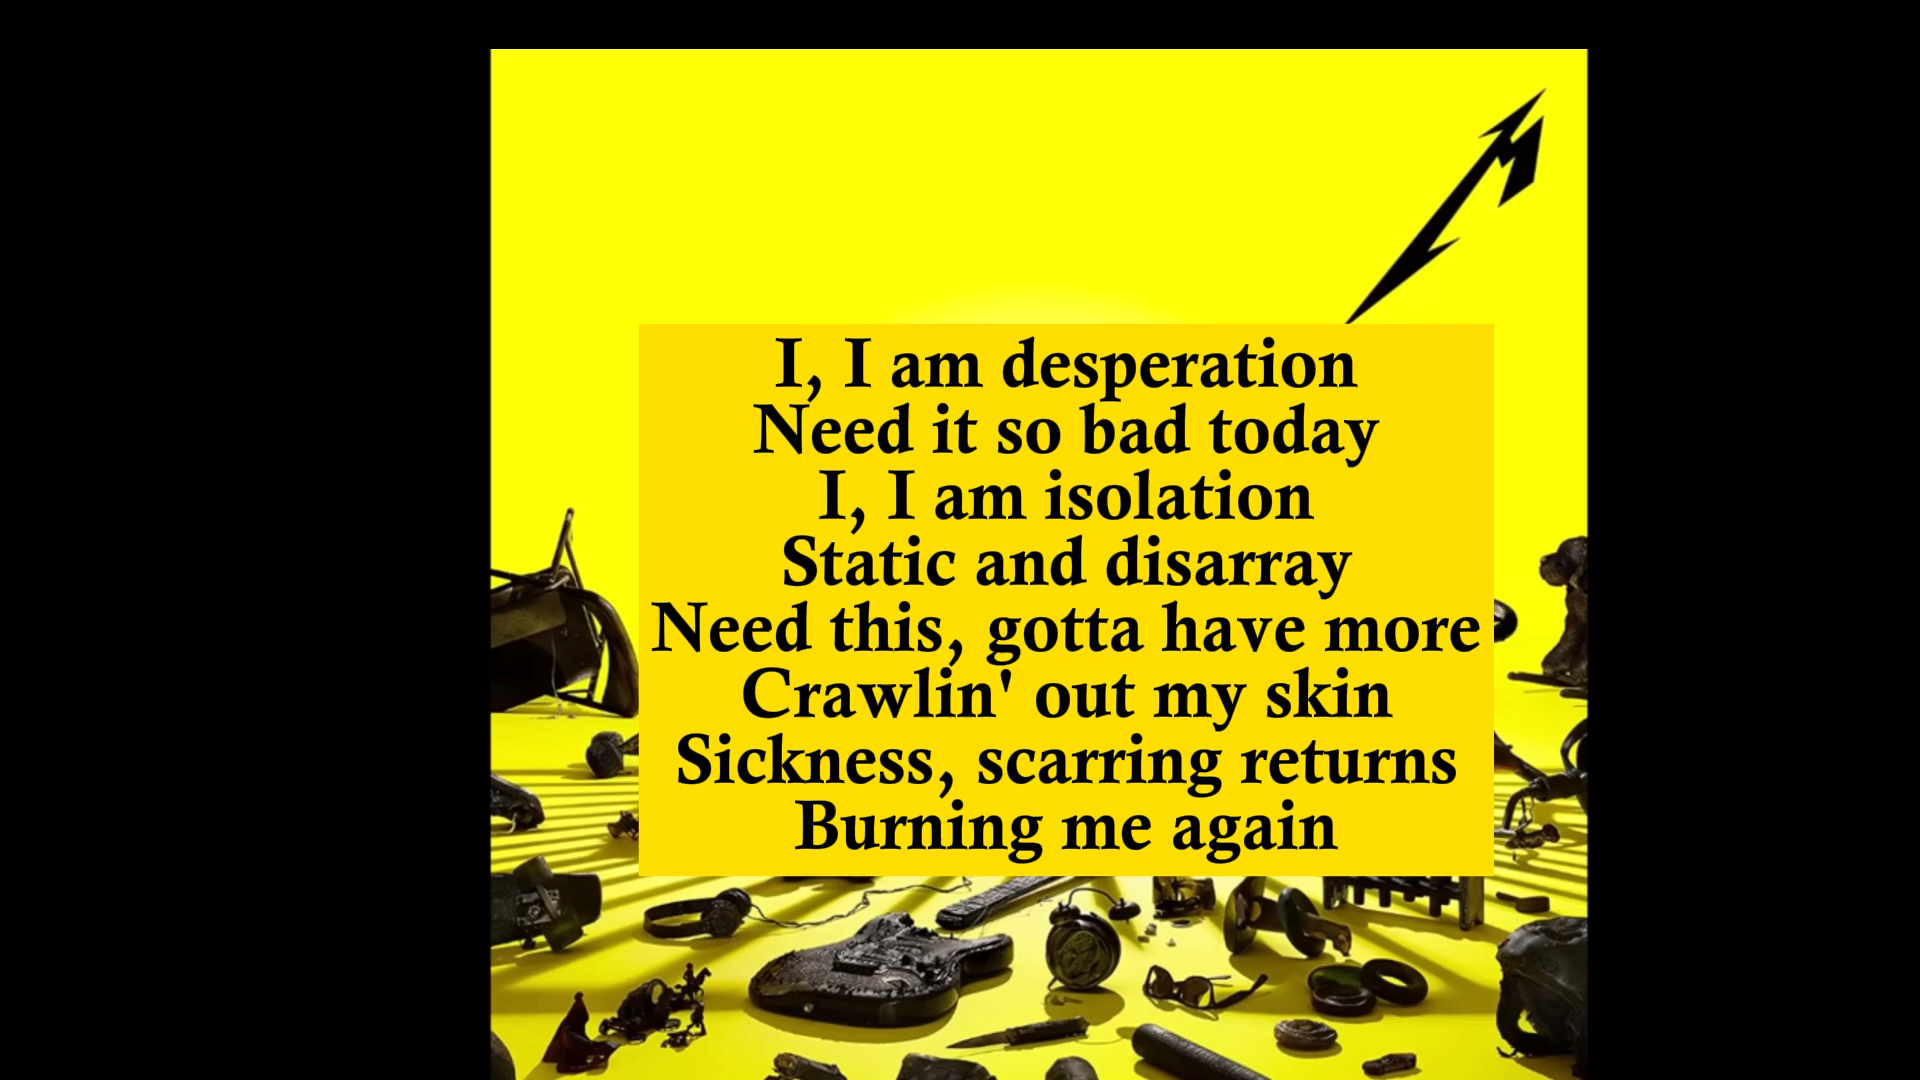 I, I am desperation
Need it so bad today
I, I am isolation
Static and disarray
Need this, gotta have more
Crawlin' out my skin
Sickness, scarring returns
Burning me again